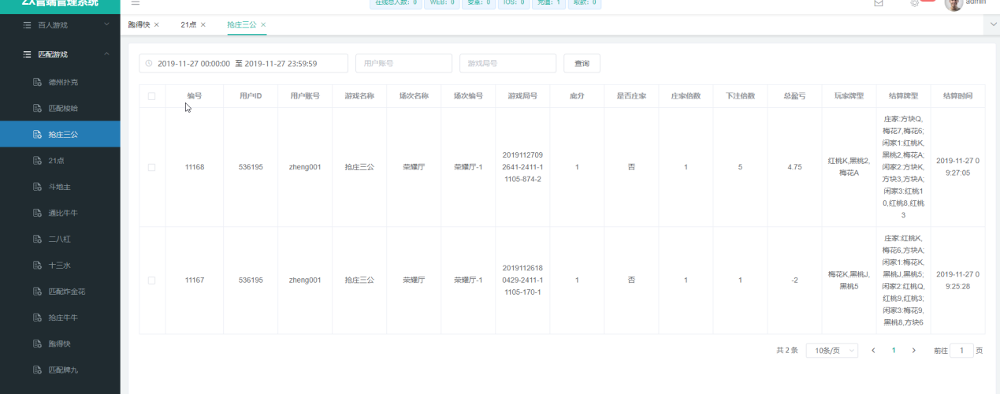 ZX官端管理系统
在线总人数：0 WEB：0 安卓：0 IOS：0 充值：1 取款：0
admin
百人游戏
跑得快 ×
21点 ×
抢庄三公 ×
匹配游戏
德州扑克
匹配梭哈
抢庄三公
21点
斗地主
通比牛牛
二八杠
十三水
匹配炸金花
抢庄牛牛
跑得快
匹配牌九
2019-11-27 00:00:00 至 2019-11-27 23:59:59
用户账号
游戏局号
查询
编号 用户ID 用户账号 游戏名称 场次名称 场次编号 游戏局号 底分 是否庄家 庄家倍数 下注倍数 总盈亏 玩家牌型 结算牌型 结算时间
11168
536195
zheng001
抢庄三公
荣耀厅
荣耀厅-1
2019112709
2641-2411-1
1105-874-2
1
否
1
5
4.75
红桃K,黑桃2,
梅花A
庄家:方块Q,
梅花7,梅花6;
闲家1:红桃K,
黑桃2,梅花A;
闲家2:方块K,
方块3,方块A;
闲家3:红桃1
0,红桃8,红桃
3
2019-11-27 0
9:27:05
11167
536195
zheng001
抢庄三公
荣耀厅
荣耀厅-1
2019112618
0429-2411-1
1105-170-1
1
否
1
1
-2
梅花K,黑桃J,
黑桃5
庄家:红桃K,
梅花6,方块A;
闲家1:梅花K,
黑桃J,黑桃5;
闲家2:红桃Q,
红桃9,红桃3;
闲家3:梅花9,
黑桃8,方块6
2019-11-27 0
9:25:28
共 2 条
10条/页
1
前往 1 页